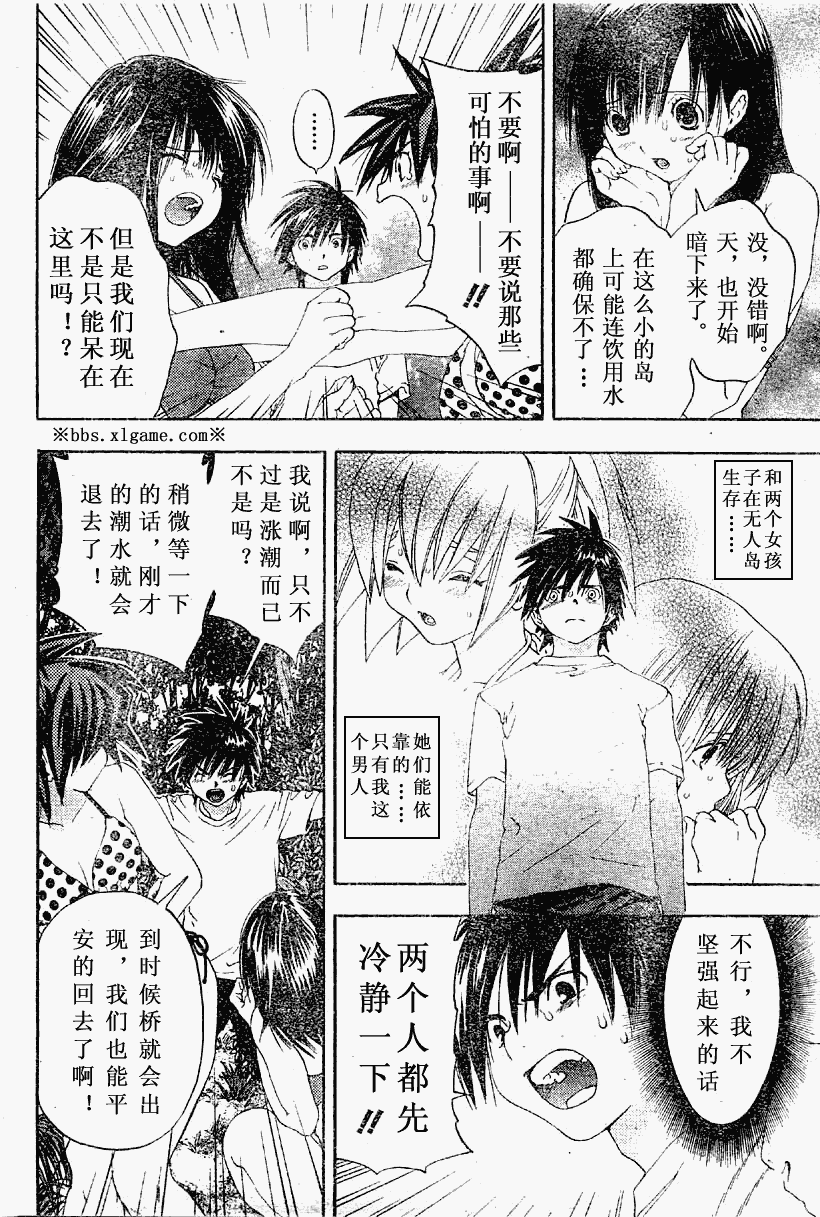 没，没错啊。
天，也开始
暗下来了。
在这么小的岛
上可能连饮用水
都确保不了…
不要啊——不要说那些
可怕的事啊——!!
……
但是我们现在
不是只能呆在
这里吗！？
※bbs.xlgame.com※
和两个女孩
子在无人岛
生存……
她们能依
靠的……
只有我这
个男人
不行，我不
坚强起来的话
两个人都先
冷静一下!!
我说啊，只不
过是涨潮而已
不是吗？
稍微等一下
的话，刚才
的潮水就会
退去了！
到时候桥就会出
现，我们也能平
安的回去了啊！